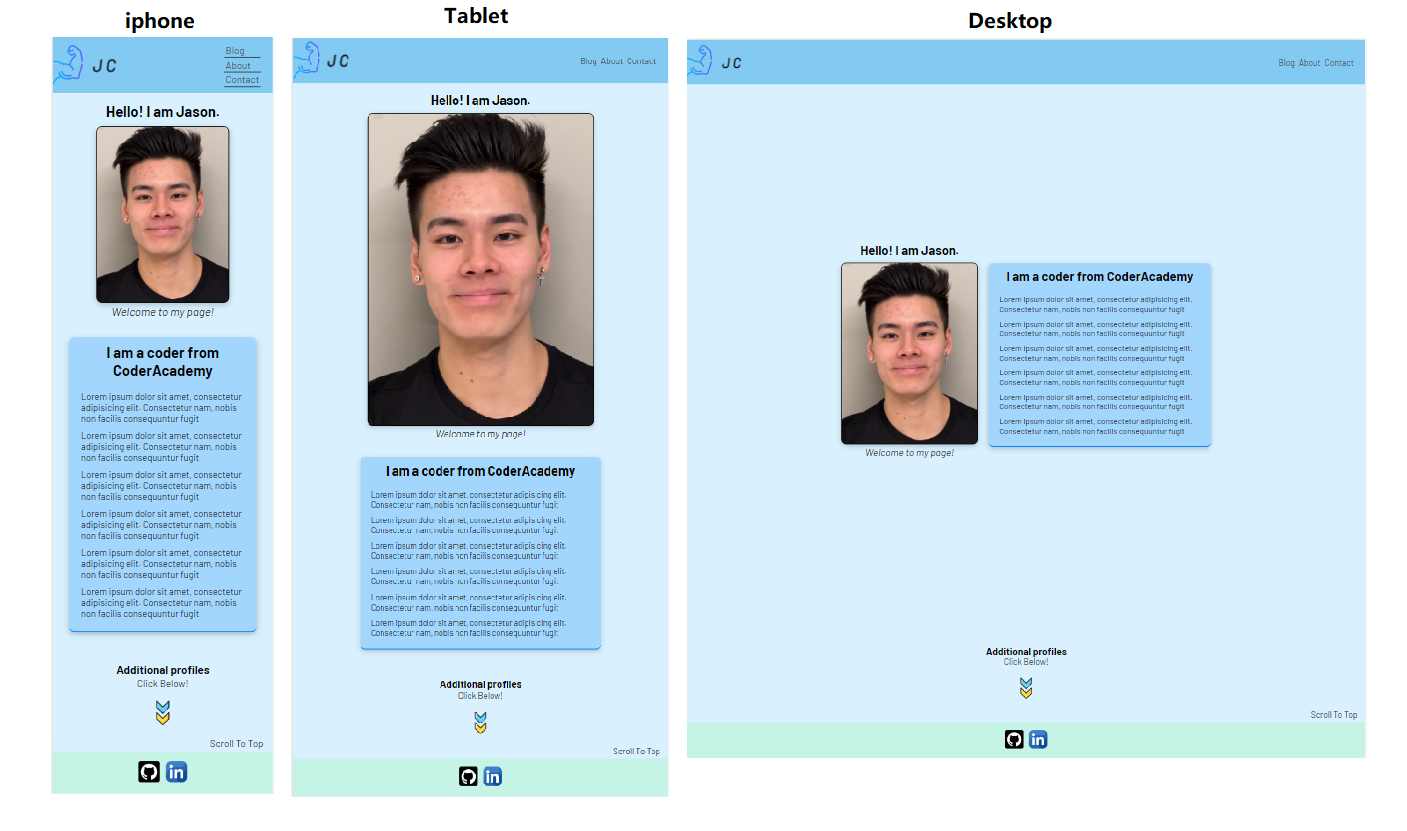 iphone
JC
Blog
About
Contact
Hello! I am Jason.
Welcome to my page!
I am a coder from
CoderAcademy
Lorem ipsum dolor sit amet, consectetur
adipisicing elit. Consectetur nam, nobis
non facilis consequuntur fugit
Lorem ipsum dolor sit amet, consectetur
adipisicing elit. Consectetur nam, nobis
non facilis consequuntur fugit
Lorem ipsum dolor sit amet, consectetur
adipisicing elit. Consectetur nam, nobis
non facilis consequuntur fugit
Lorem ipsum dolor sit amet, consectetur
adipisicing elit. Consectetur nam, nobis
non facilis consequuntur fugit
Lorem ipsum dolor sit amet, consectetur
adipisicing elit. Consectetur nam, nobis
non facilis consequuntur fugit
Lorem ipsum dolor sit amet, consectetur
adipisicing elit. Consectetur nam, nobis
non facilis consequuntur fugit
Additional profiles
Click Below!
Scroll To Top
in
Tablet
JC
Blog About Contact
Hello! I am Jason.
Welcome to my page!
I am a coder from CoderAcademy
Lorem ipsum dolor sit amet, consectetur adipisicing elit.
Consectetur nam, nobis non facilis consequuntur fugit
Lorem ipsum dolor sit amet, consectetur adipisicing elit.
Consectetur nam, nobis non facilis consequuntur fugit
Lorem ipsum dolor sit amet, consectetur adipisicing elit.
Consectetur nam, nobis non facilis consequuntur fugit
Lorem ipsum dolor sit amet, consectetur adipisicing elit.
Consectetur nam, nobis non facilis consequuntur fugit
Lorem ipsum dolor sit amet, consectetur adipisicing elit.
Consectetur nam, nobis non facilis consequuntur fugit
Lorem ipsum dolor sit amet, consectetur adipisicing elit.
Consectetur nam, nobis non facilis consequuntur fugit
Additional profiles
Click Below!
Scroll To Top
in
Desktop
JC
Blog About Contact
Hello! I am Jason.
Welcome to my page!
I am a coder from CoderAcademy
Lorem ipsum dolor sit amet, consectetur adipisicing elit.
Consectetur nam, nobis non facilis consequuntur fugit
Lorem ipsum dolor sit amet, consectetur adipisicing elit.
Consectetur nam, nobis non facilis consequuntur fugit
Lorem ipsum dolor sit amet, consectetur adipisicing elit.
Consectetur nam, nobis non facilis consequuntur fugit
Lorem ipsum dolor sit amet, consectetur adipisicing elit.
Consectetur nam, nobis non facilis consequuntur fugit
Lorem ipsum dolor sit amet, consectetur adipisicing elit.
Consectetur nam, nobis non facilis consequuntur fugit
Lorem ipsum dolor sit amet, consectetur adipisicing elit.
Consectetur nam, nobis non facilis consequuntur fugit
Additional profiles
Click Below!
Scroll To Top
in